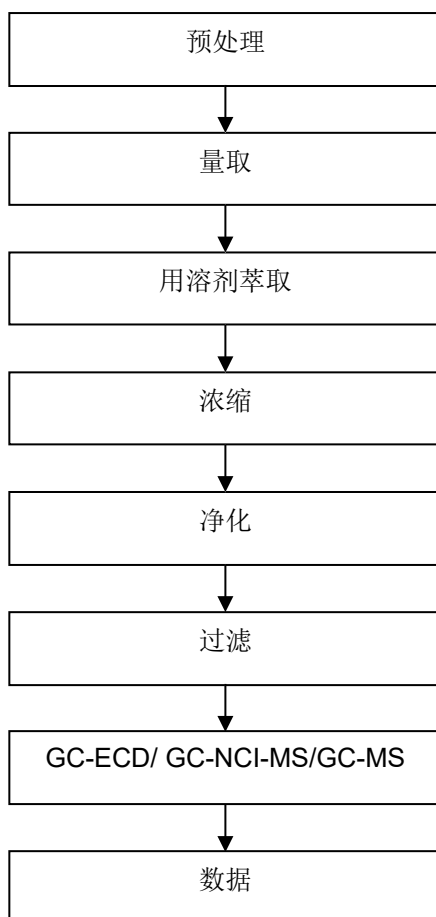 预处理
量取
用溶剂萃取
浓缩
净化
过滤
GC-ECD/ GC-NCI-MS/GC-MS
数据